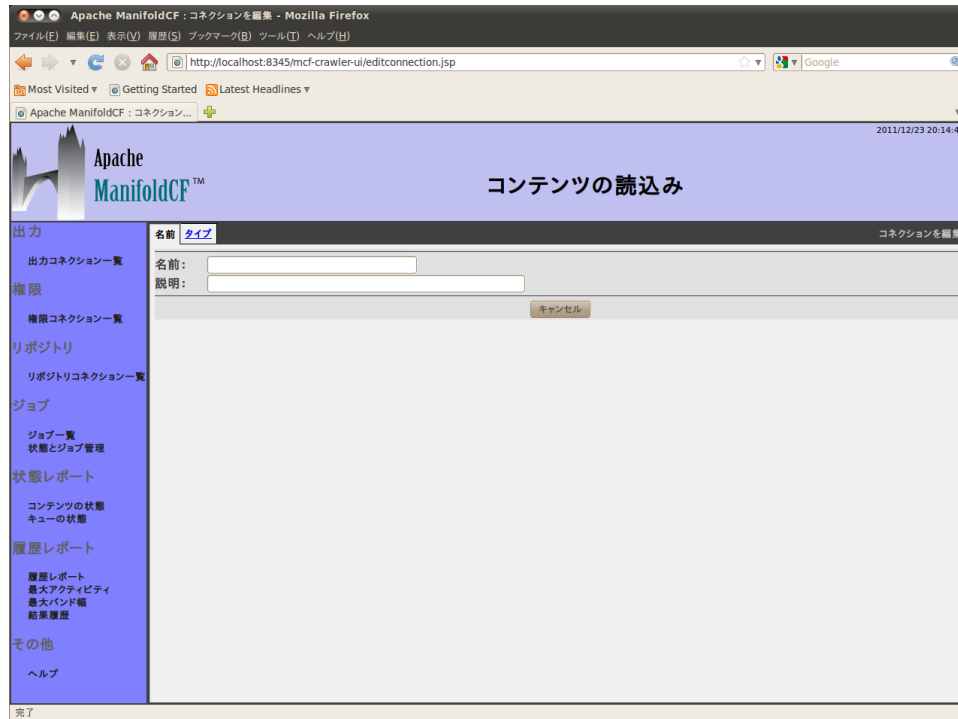 Apache ManifoldCF : コネクションを編集 - Mozilla Firefox
ファイル(F) 編集(E) 表示(V) 履歴(S) ブックマーク(B) ツール(T) ヘルプ(H)
http://localhost:8345/mcf-crawler-ui/editconnection.jsp
Google
Most Visited Getting Started Latest Headlines
Apache ManifoldCF : コネクション...
2011/12/23 20:14:4
Apache
ManifoldCF™
コンテンツの読込み
出力
出力コネクション一覧
権限
権限コネクション一覧
リポジトリ
リポジトリコネクション一覧
ジョブ
ジョブ一覧
状態とジョブ管理
状態レポート
コンテンツの状態
キューの状態
履歴レポート
履歴レポート
最大アクティビティ
最大バンド幅
結果履歴
その他
ヘルプ
名前 タイプ
コネクションを編集
名前:
説明:
キャンセル
完了